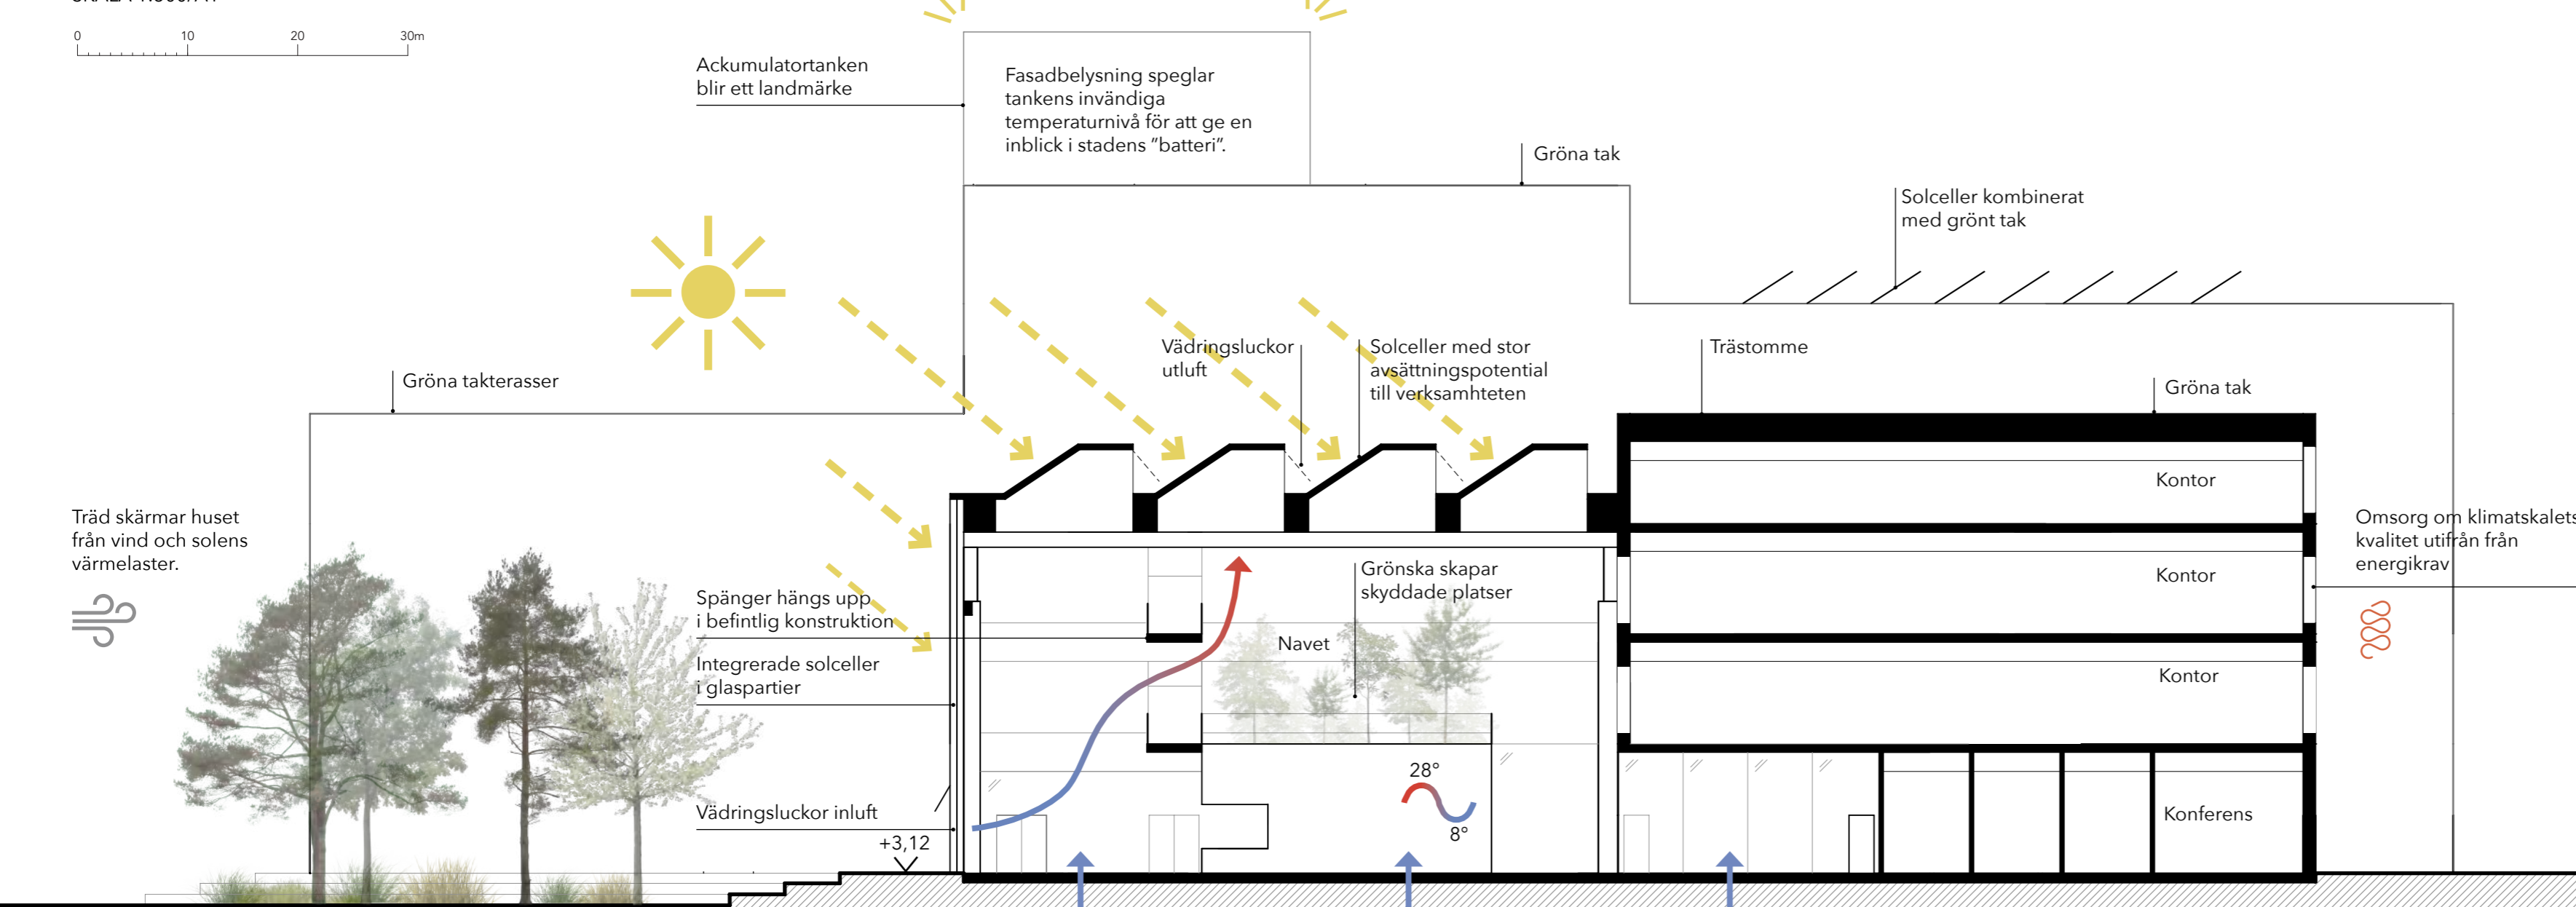 0 10 20 30m
Ackumulatortanken
blir ett landmärke
Fasadbelysning speglar
tankens invändiga
temperaturnivå för att ge en
inblick i stadens ”batteri”.
Gröna tak
Solceller kombinerat
med grönt tak
Gröna takterasser
Vädringsluckor
utluft
Solceller med stor
avsättningspotential
till verksamhteten
Trästomme
Gröna tak
Kontor
Träd skärmar huset
från vind och solens
värmelaster.
Omsorg om klimatskalets
kvalitet utifrån från
energikrav
Spänger hängs upp
i befintlig konstruktion
Grönska skapar
skyddade platser
Kontor
Navet
Integrerade solceller
i glaspartier
Kontor
28°
8°
Vädringsluckor inluft
Konferens
+3,12